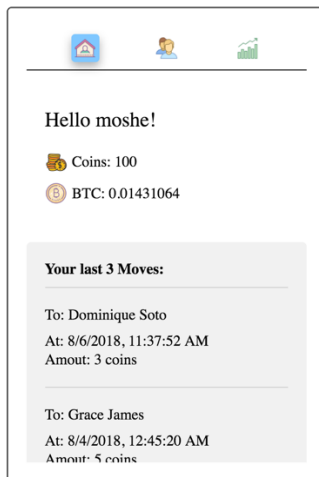 Hello moshe!
Coins: 100
BTC: 0.01431064
Your last 3 Moves:
To: Dominique Soto
At: 8/6/2018, 11:37:52 AM
Amout: 3 coins
To: Grace James
At: 8/4/2018, 12:45:20 AM
Amout: 5 coins